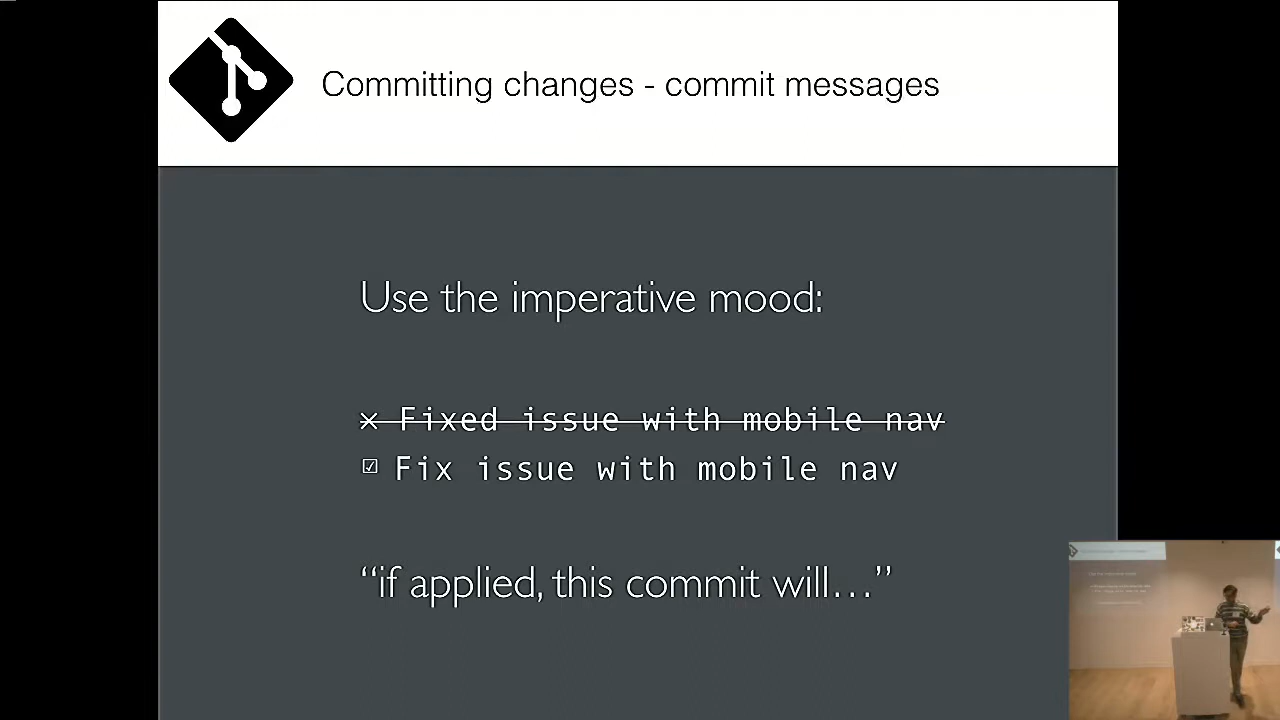 Committing changes - commit messages
Use the imperative mood:
× Fixed issue with mobile nav
☑ Fix issue with mobile nav
“if applied, this commit will…”